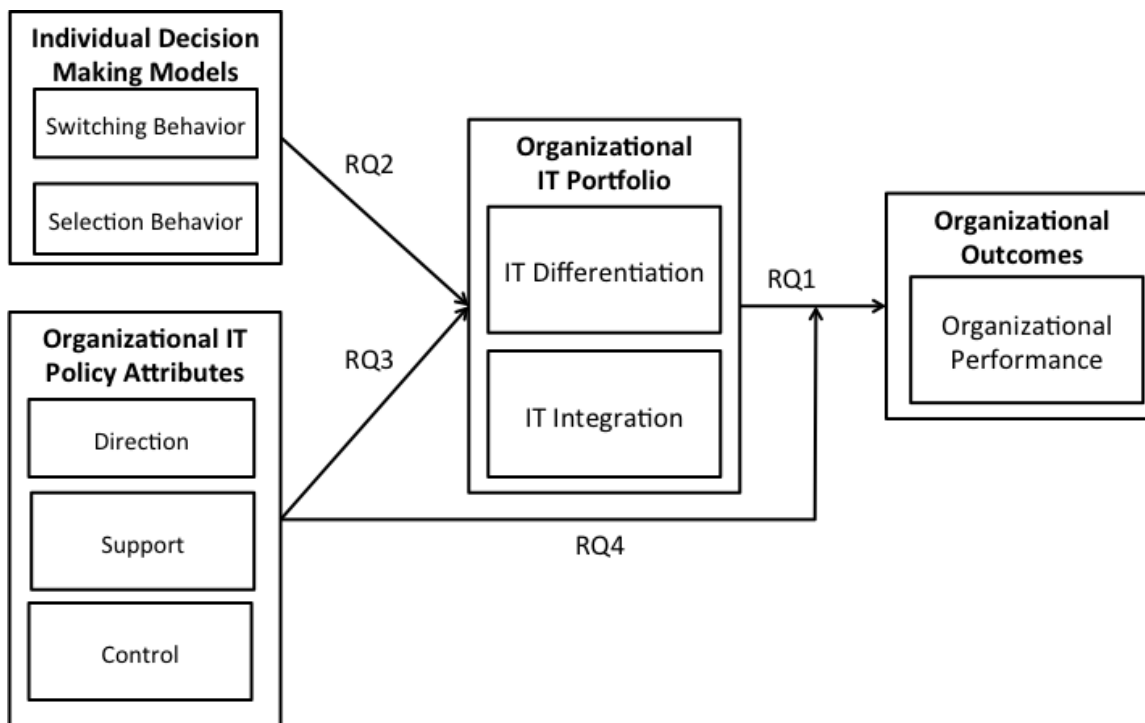 Individual Decision
Making Models
Switching Behavior
Selection Behavior
Organizational IT
Policy Attributes
Direction
Support
Control
RQ2
RQ3
RQ4
Organizational
IT Portfolio
IT Differentiation
IT Integration
RQ1
Organizational
Outcomes
Organizational
Performance